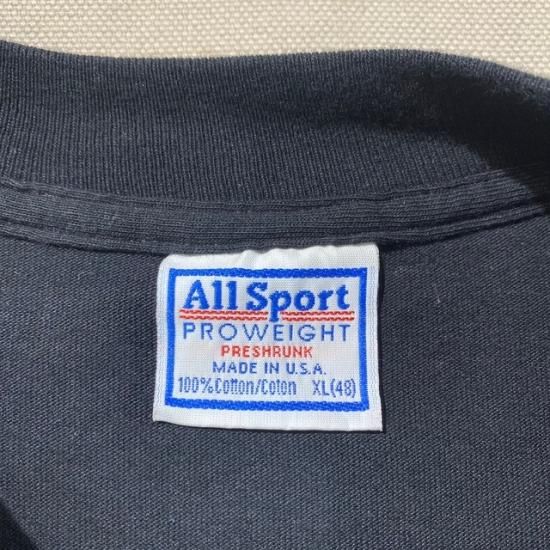 All Sport
PROWEIGHT
PRESHRUNK
MADE IN U.S.A.
100% Cotton/Coton XL(48)